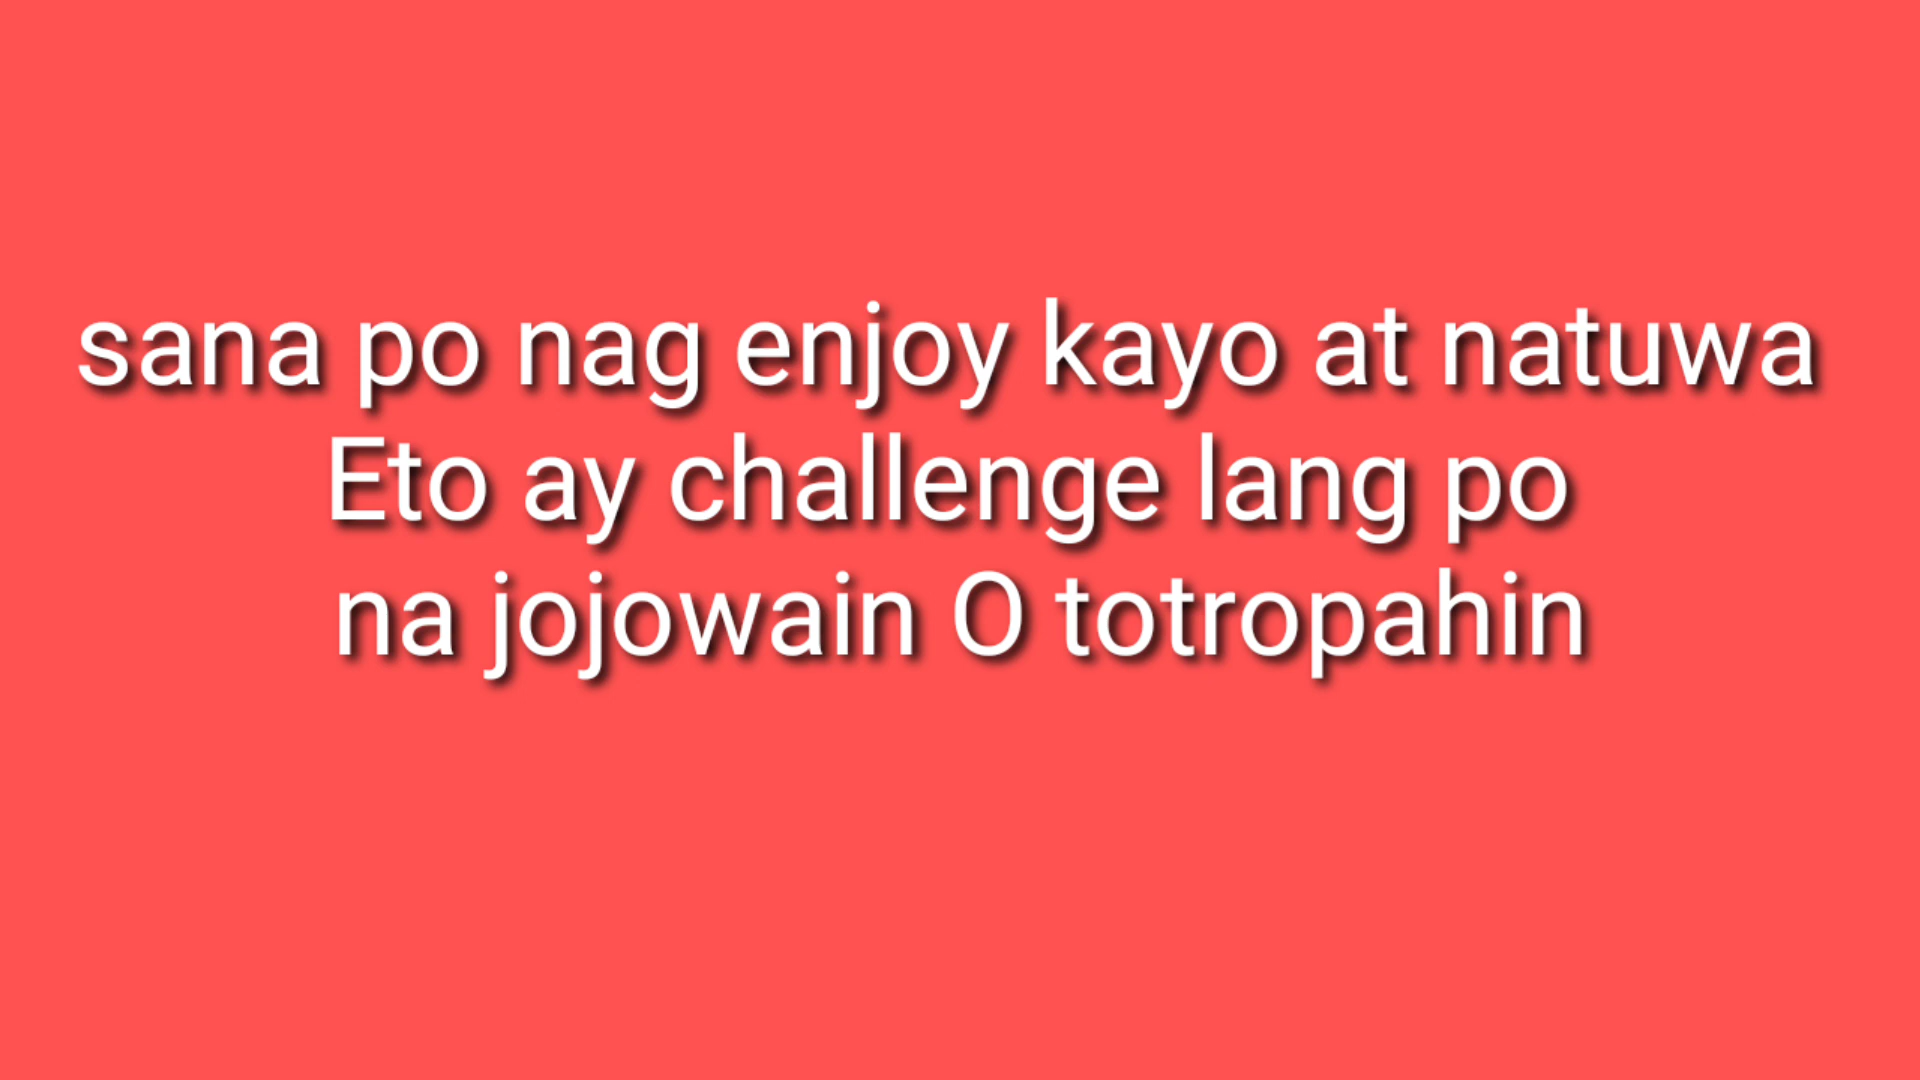 sana po nag enjoy kayo at natuwa
Eto ay challenge lang po
na jojowain O totropahin